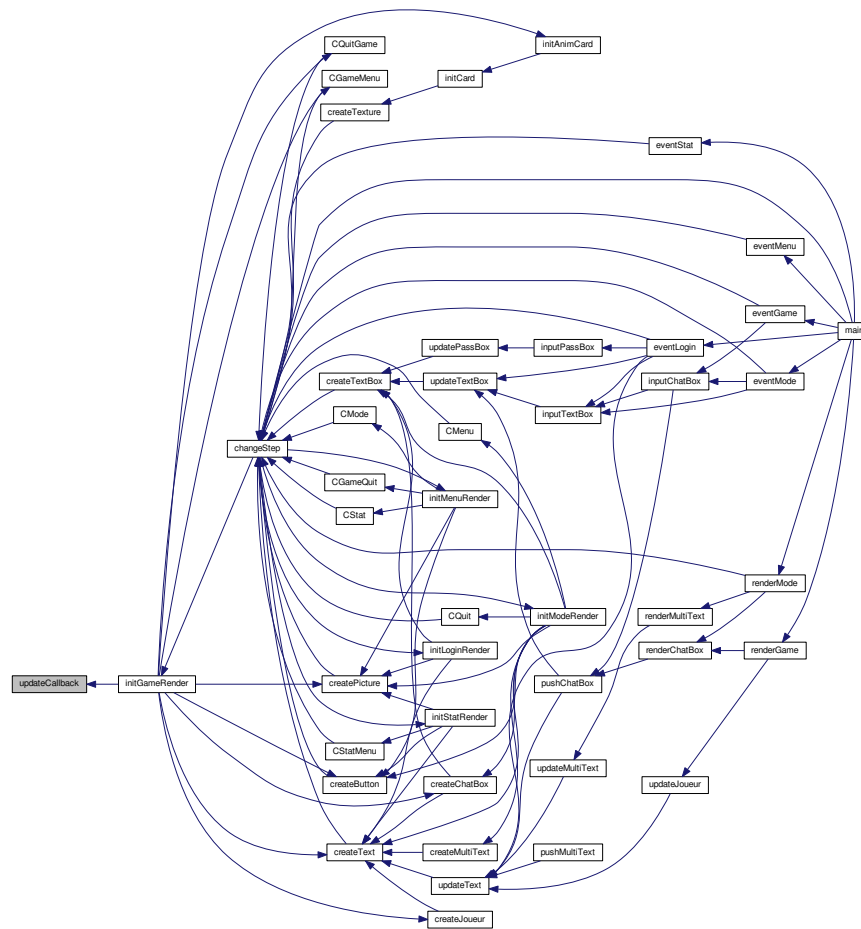 CQuitGame
initAnimCard
CGameMenu
initCard
createTexture
eventStat
eventMenu
eventGame
main
updatePassBox
inputPassBox
eventLogin
createTextBox
updateTextBox
inputChatBox
eventMode
CMode
inputTextBox
CMenu
changeStep
CGameQuit
initMenuRender
CStat
renderMode
CQuit
initModeRender
renderMultiText
initLoginRender
renderChatBox
renderGame
updateCallback
initGameRender
createPicture
pushChatBox
initStatRender
CStatMenu
updateMultiText
createButton
createChatBox
updateJoueur
createText
createMultiText
pushMultiText
updateText
createJoueur